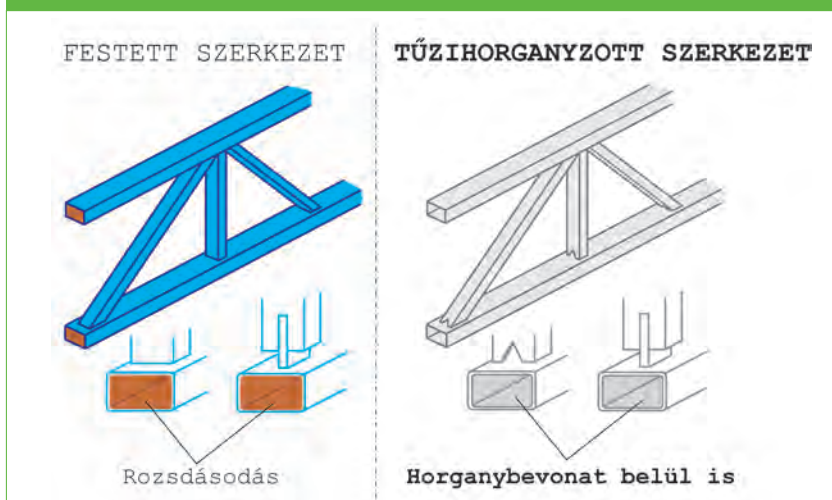 FESTETT SZERKEZET
TŰZIHORGANYZOTT SZERKEZET
Rozsdásodás
Horganybevonat belül is